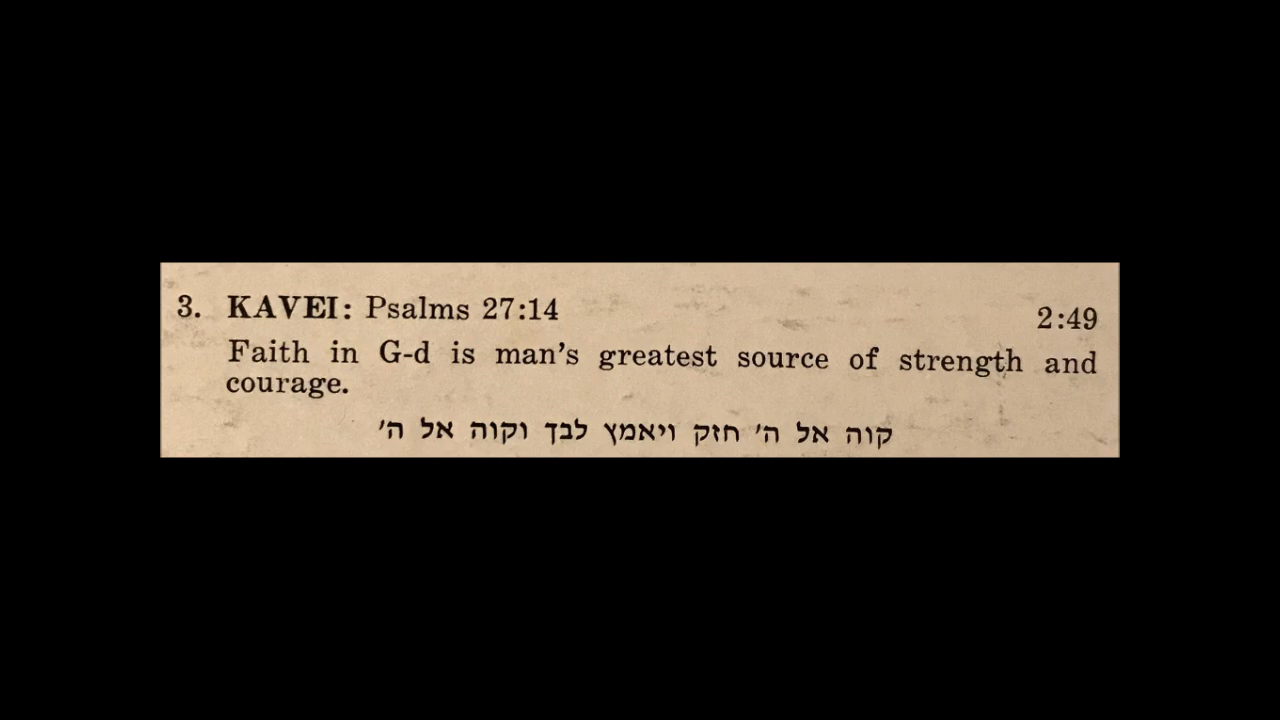 3. KAVEI: Psalms 27:14 2:49
Faith in G-d is man's greatest source of strength and
courage.
קוה אל ה' חזק ויאמץ לבך וקוה אל ה'